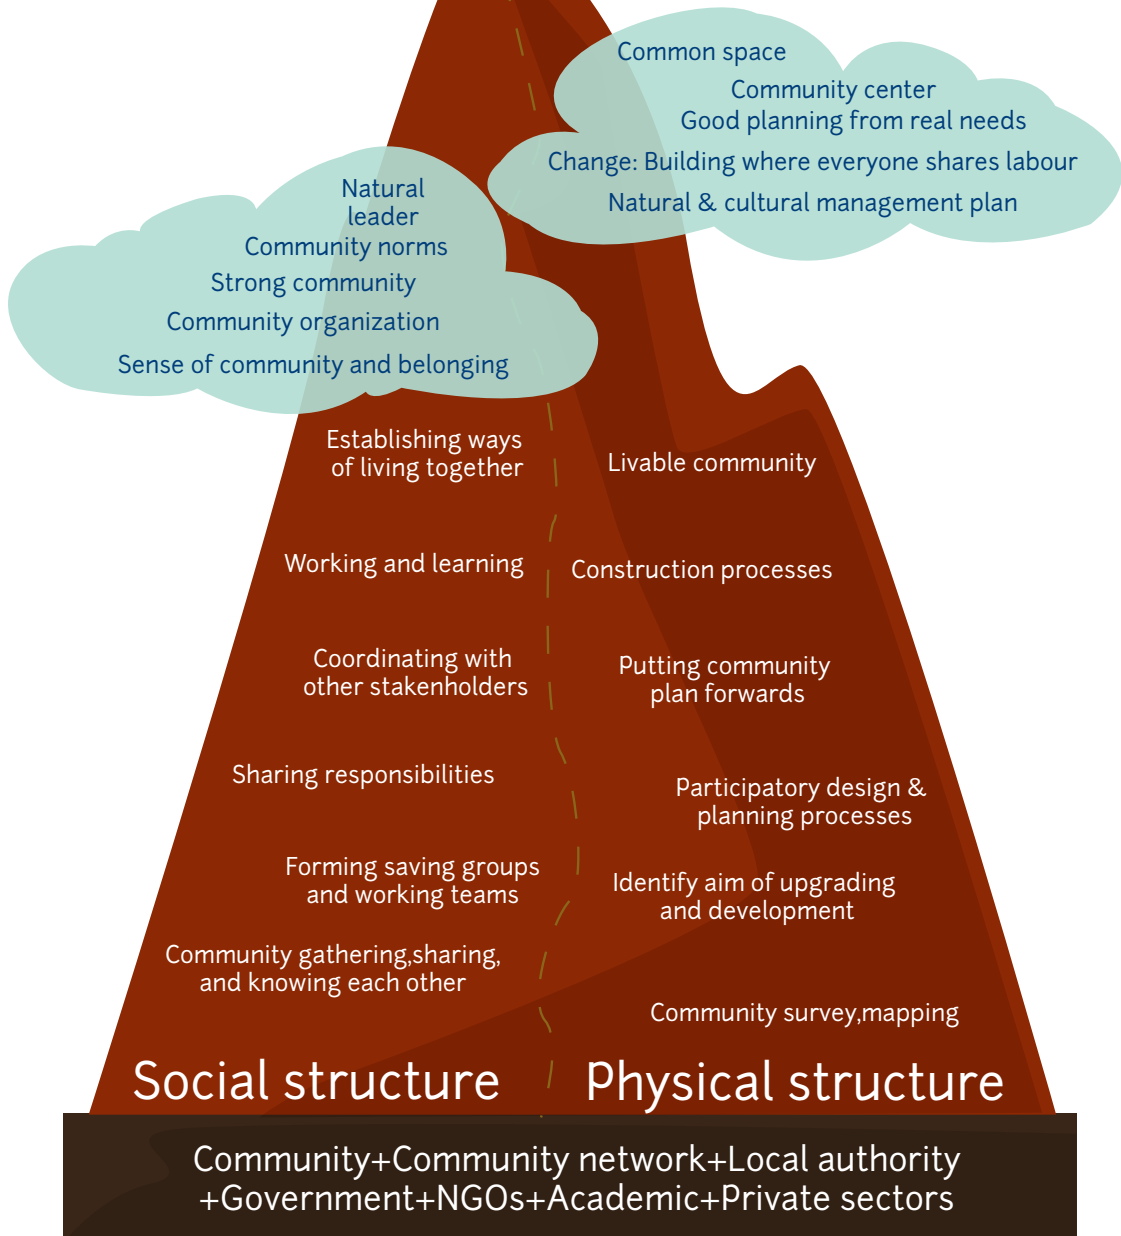 Common space
Community center
Good planning from real needs
Change: Building where everyone shares labour
Natural & cultural management plan
Natural
leader
Community norms
Strong community
Community organization
Sense of community and belonging
Establishing ways
of living together
Working and learning
Coordinating with
other stakenholders
Sharing responsibilities
Forming saving groups
and working teams
Community gathering,sharing,
and knowing each other
Social structure
Livable community
Construction processes
Putting community
plan forwards
Participatory design &
planning processes
Identify aim of upgrading
and development
Community survey,mapping
Physical structure
Community+Community network+Local authority
+Government+NGOs+Academic+Private sectors